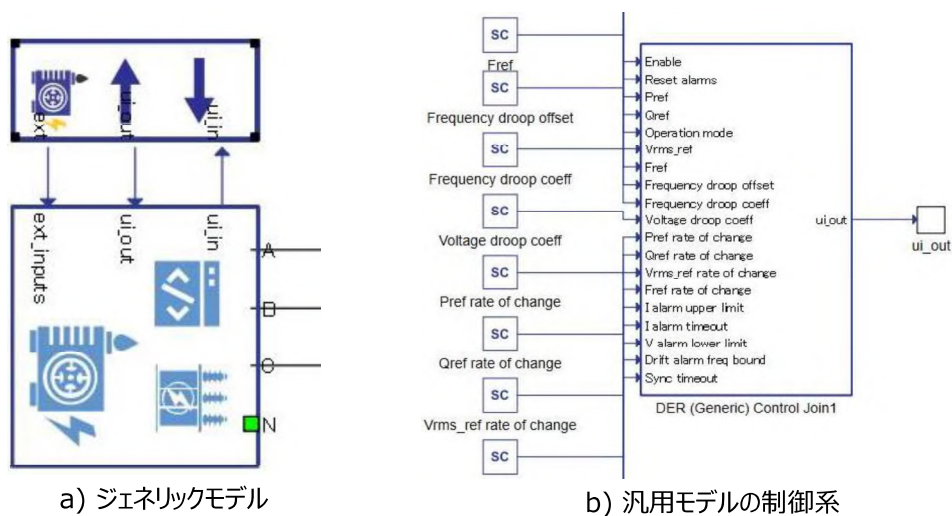 ext
ui_out
ui_in
ext_inputs
ui_out
ui_in
A
B
C
N
a) ジェネリックモデル
SC
Fref
SC
Frequency droop offset
SC
Frequency droop coeff
SC
Voltage droop coeff
SC
Pref rate of change
SC
Qref rate of change
SC
Vrms_ref rate of change
SC
Enable
Reset alarms
Pref
Qref
Operation mode
Vrms_ref
Fref
Frequency droop offset
Frequency droop coeff
Voltage droop coeff
Pref rate of change
Qref rate of change
Vrms_ref rate of change
Fref rate of change
I alarm upper limit
I alarm timeout
V alarm lower limit
Drift alarm freq bound
Sync timeout
ui_out
ui_out
DER (Generic) Control Join1
b) 汎用モデルの制御系